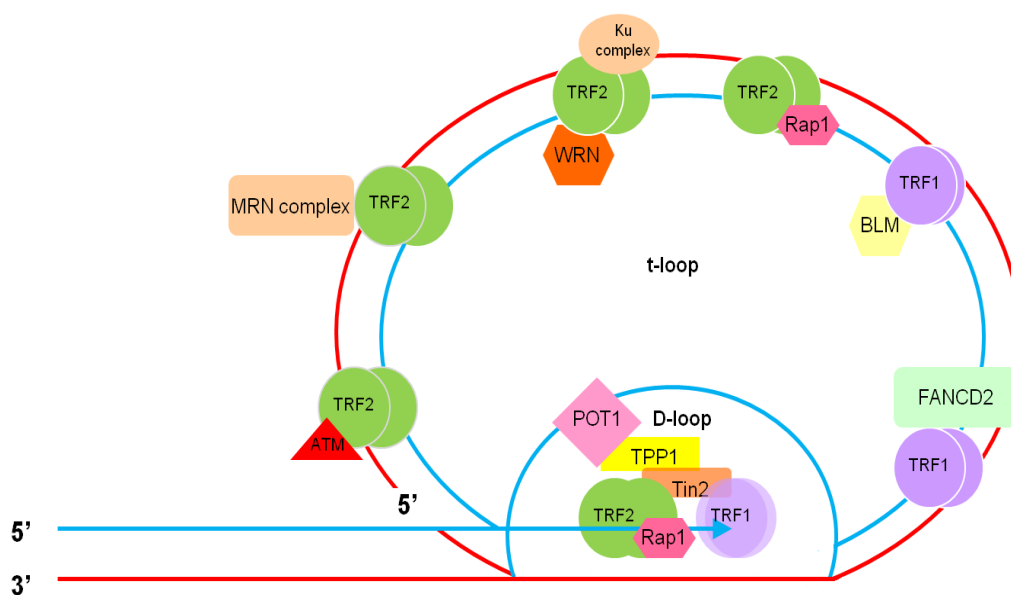 Ku
complex
TRF2
TRF2
Rap1
WRN
TRF1
MRN complex
TRF2
BLM
t-loop
TRF2
ATM
FANCD2
POT1
D-loop
TPP1
TRF1
Tin2
5’
TRF2
TRF1
5’
Rap1
3’